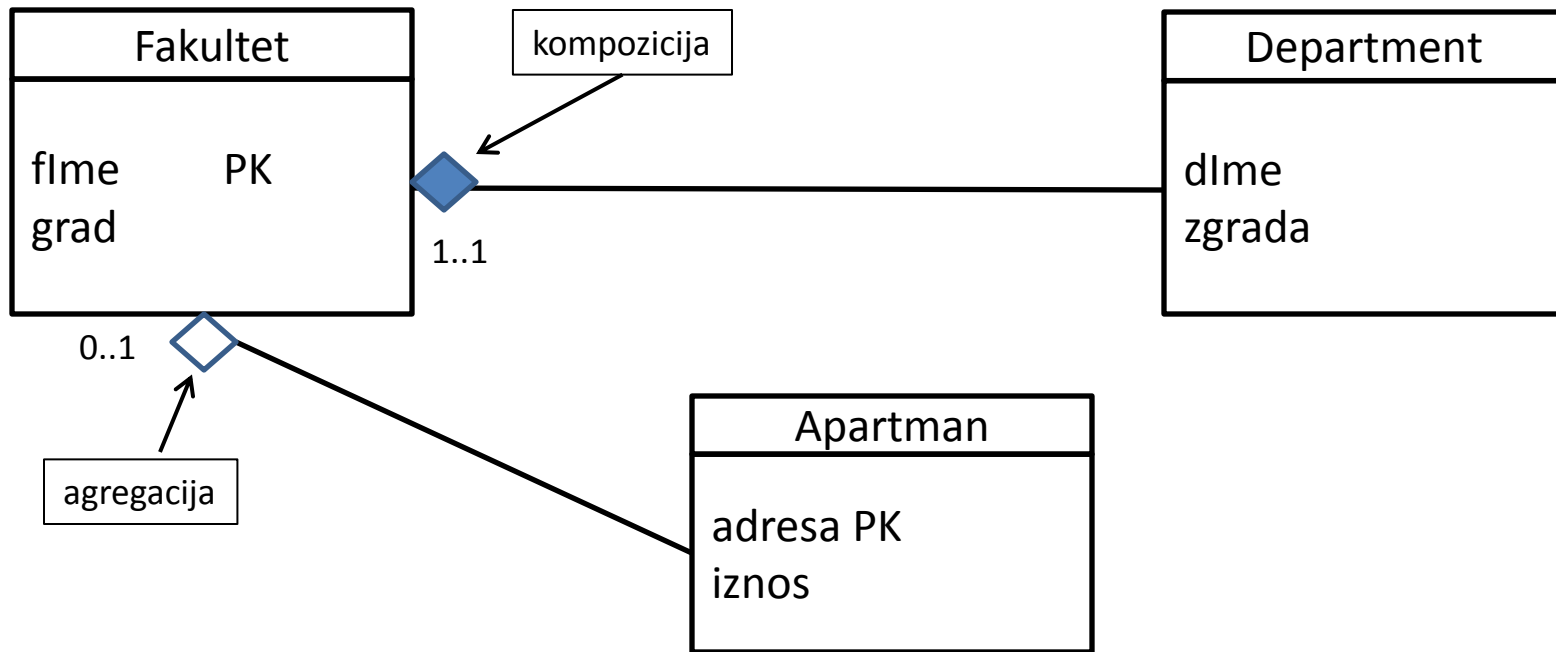 Fakultet
kompozicija
Department
fIme PK
grad
dIme
zgrada
1..1
0..1
agregacija
Apartman
adresa PK
iznos